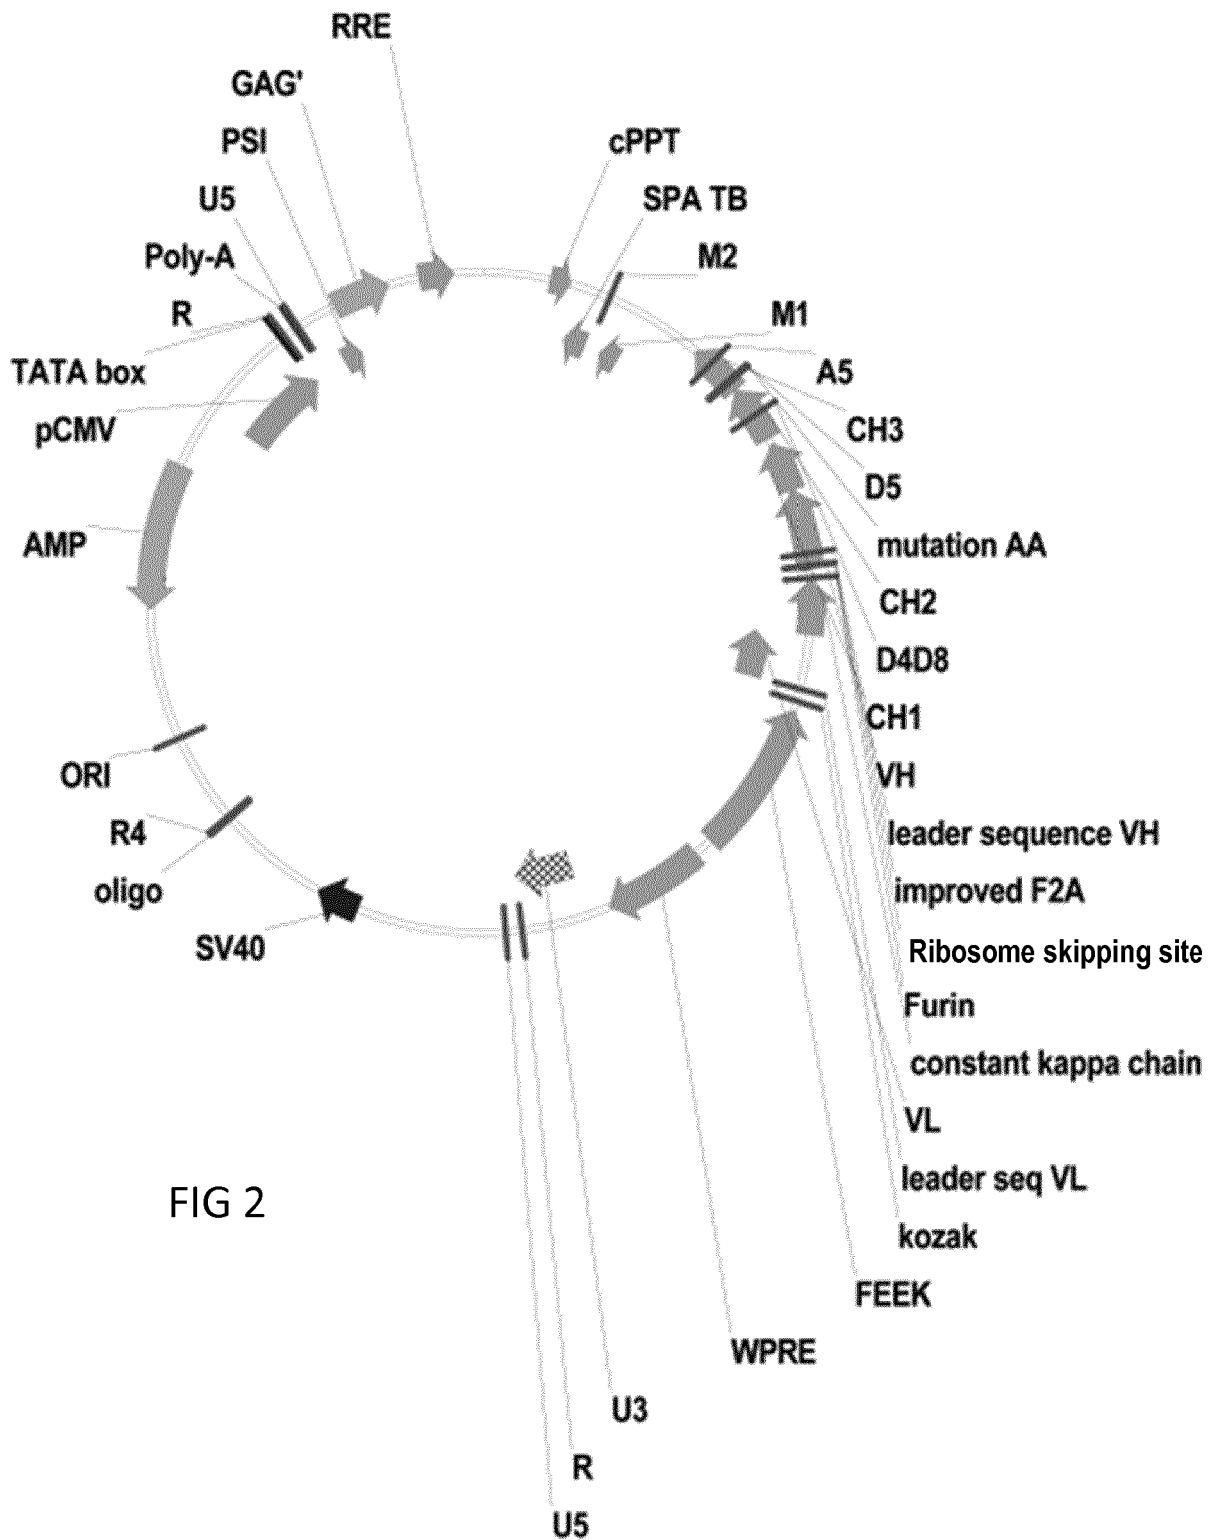 RRE
GAG'
PSI
U5
Poly-A
R
TATA box
pCMV
AMP
ORI
R4
oligo
SV40
cPPT
SPA TB
M2
M1
A5
CH3
D5
mutation AA
CH2
D4D8
CH1
VH
leader sequence VH
improved F2A
Ribosome skipping site
Furin
constant kappa chain
VL
leader seq VL
kozak
FEEK
WPRE
U3
R
U5
FIG 2